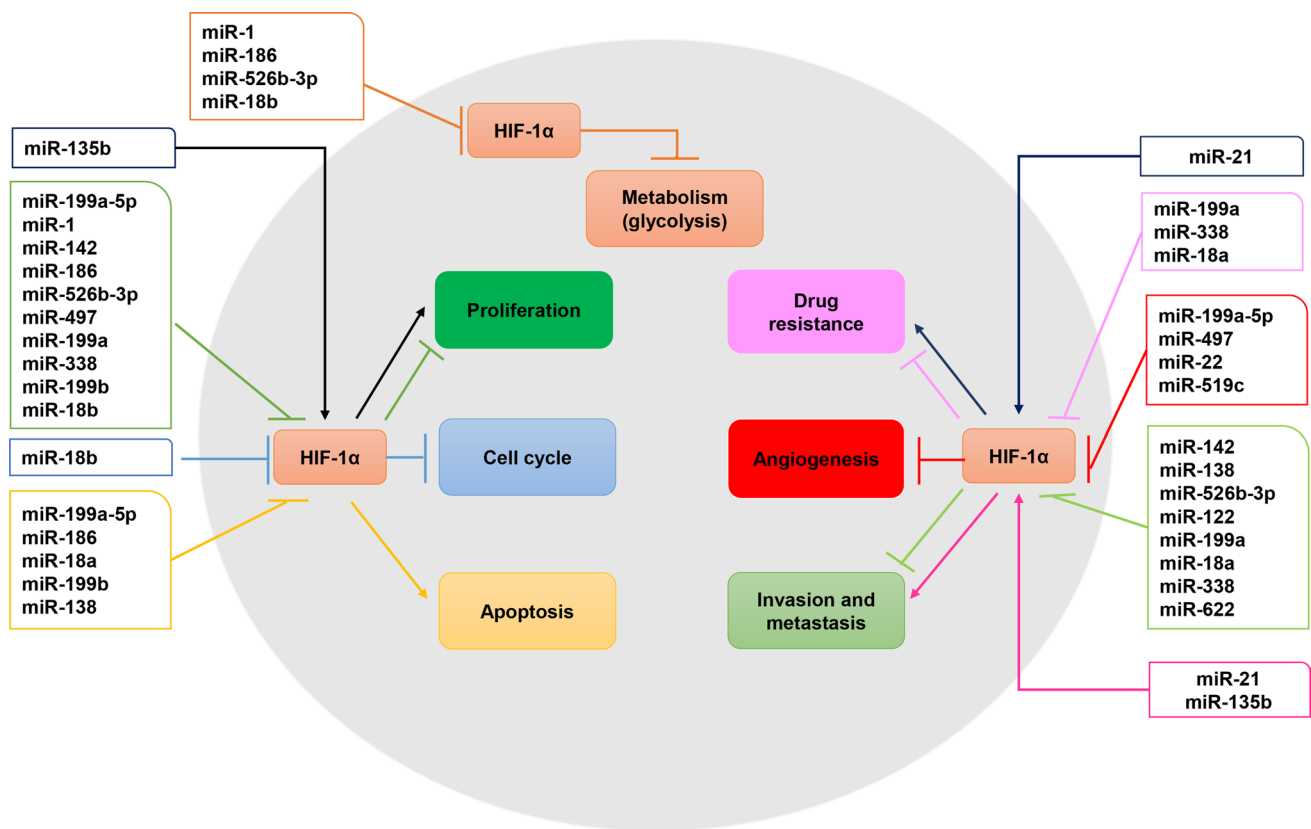 miR-1
miR-186
miR-526b-3p
miR-18b
HIF-1α
Metabolism
(glycolysis)
miR-135b
miR-199a-5p
miR-1
miR-142
miR-186
miR-526b-3p
miR-497
miR-199a
miR-338
miR-199b
miR-18b
miR-18b
miR-199a-5p
miR-186
miR-18a
miR-199b
miR-138
HIF-1α
Proliferation
Cell cycle
Apoptosis
Drug
resistance
Angiogenesis
Invasion and
metastasis
HIF-1α
miR-21
miR-199a
miR-338
miR-18a
miR-199a-5p
miR-497
miR-22
miR-519c
miR-142
miR-138
miR-526b-3p
miR-122
miR-199a
miR-18a
miR-338
miR-622
miR-21
miR-135b